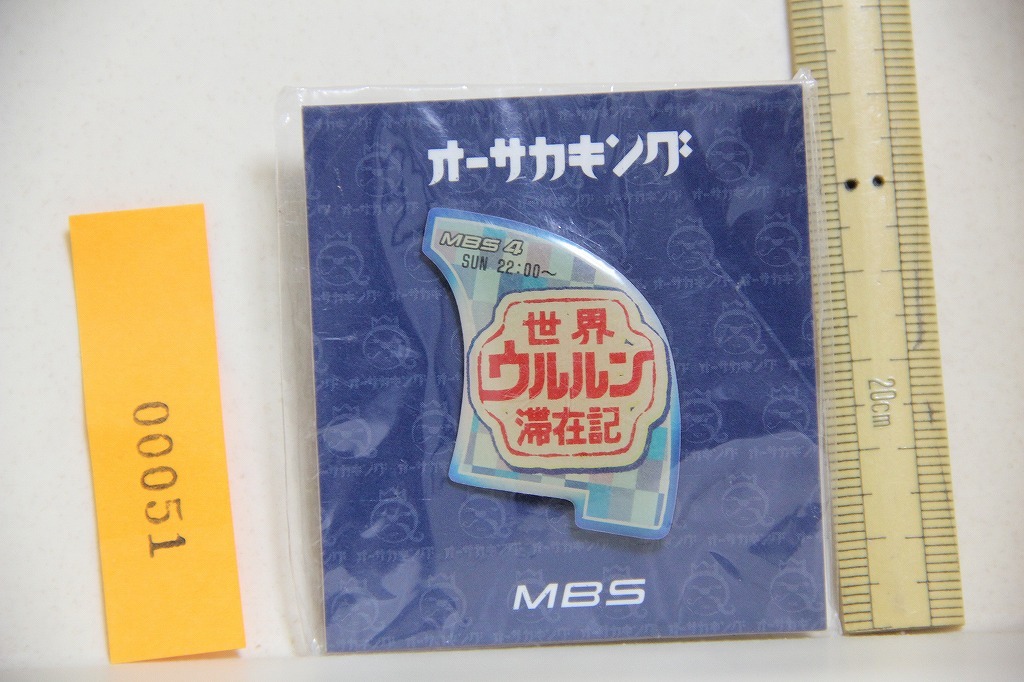 オーサカキング
MBS 4
SUN 22:00～
世界
ウルルン
滞在記
MBS
00051
20cm